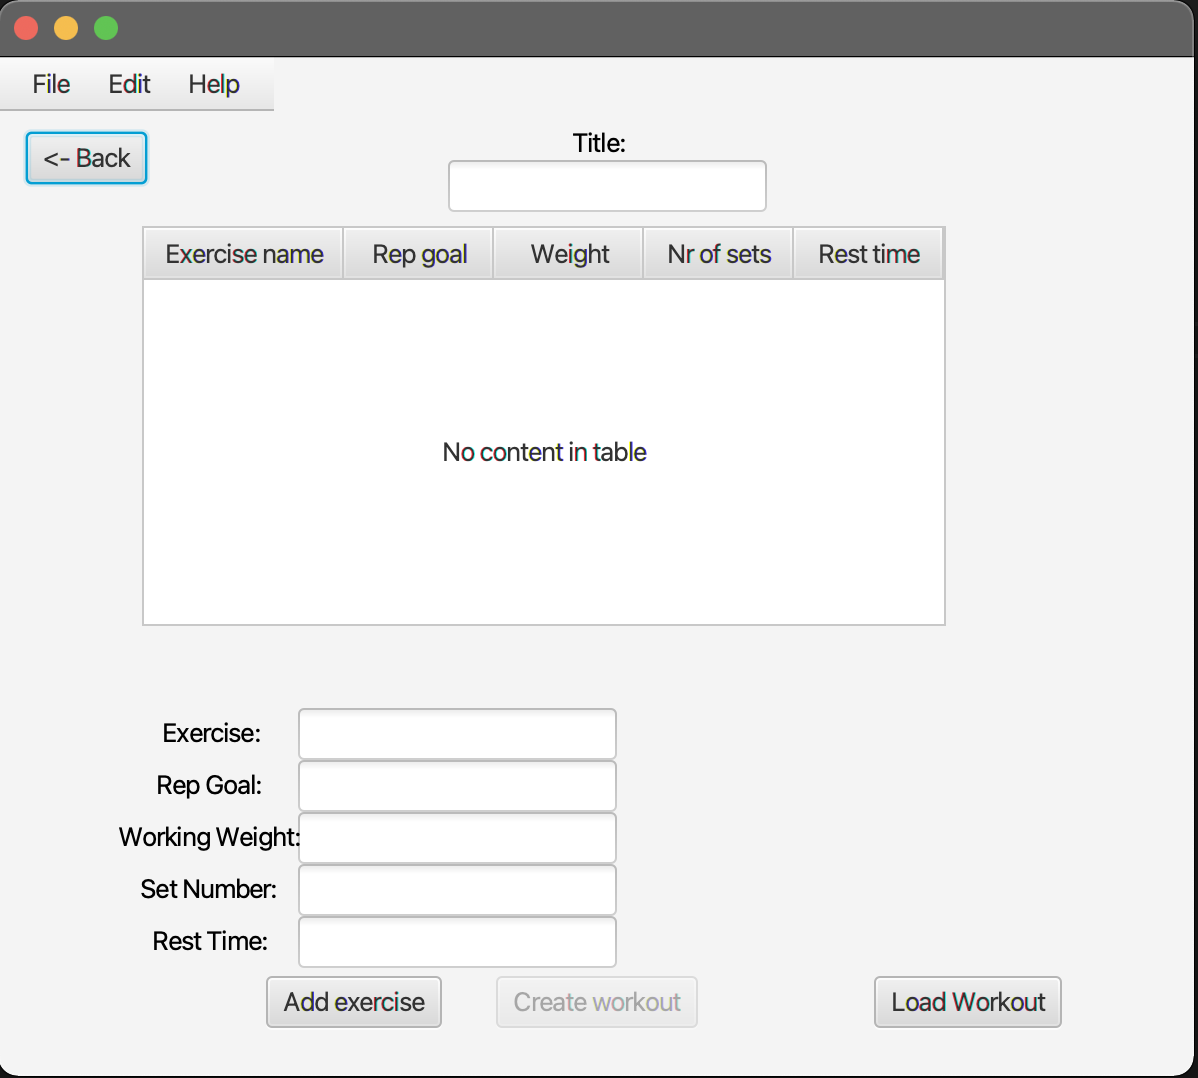 File Edit Help
<- Back
Title:
Exercise name Rep goal Weight Nr of sets Rest time
No content in table
Exercise:
Rep Goal:
Working Weight:
Set Number:
Rest Time:
Add exercise Create workout Load Workout